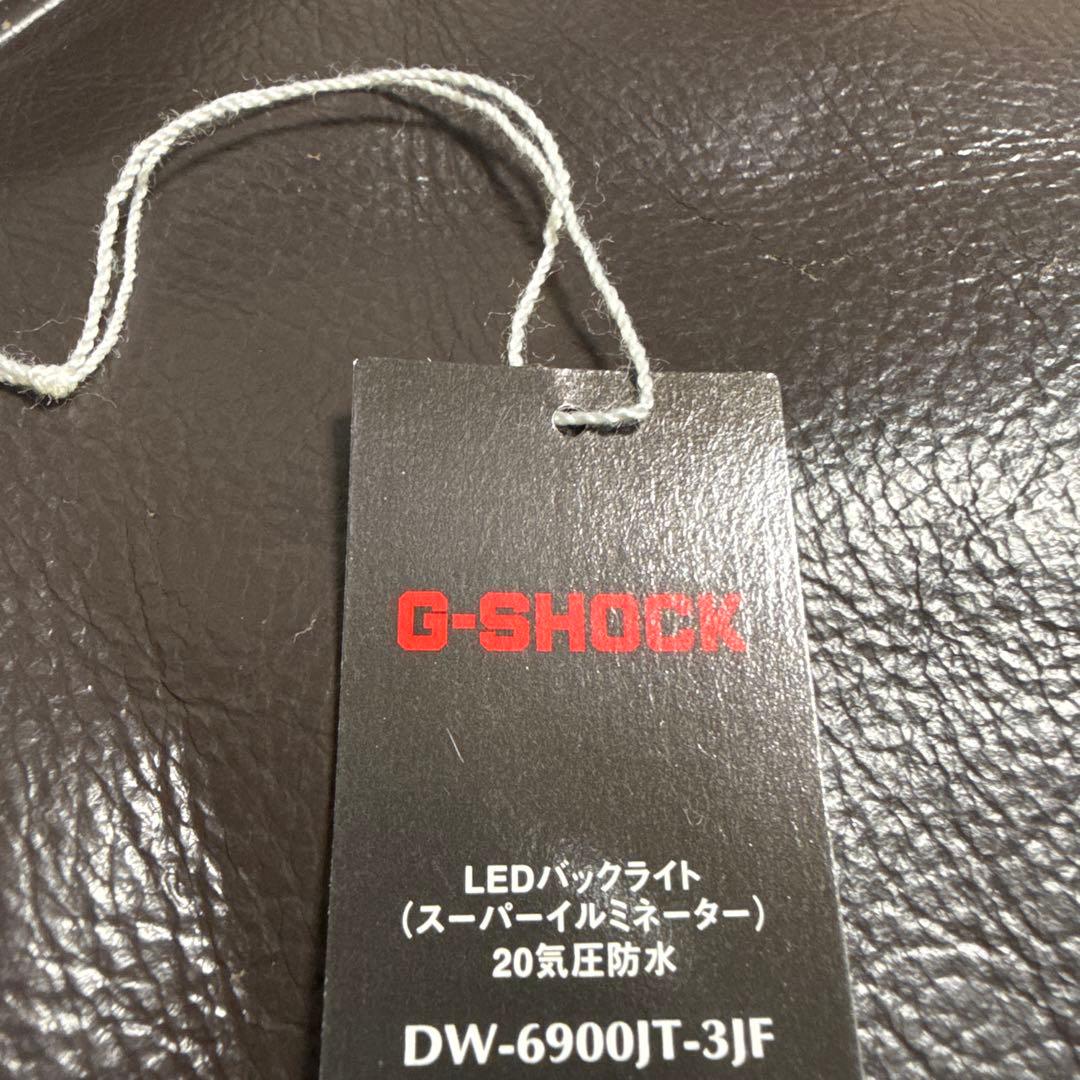 G-SHOCK
LEDバックライト
(スーパーイルミネーター)
20気圧防水
DW-6900JT-3JF